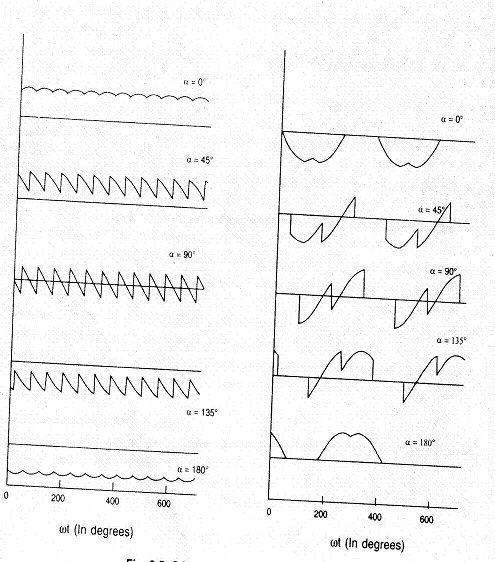 α = 0°
α = 45°
α = 90°
α = 135°
α = 180°
0 200 400 600
ωt (In degrees)
α = 0°
α = 45°
α = 90°
α = 135°
α = 180°
0 200 400 600
ωt (In degrees)